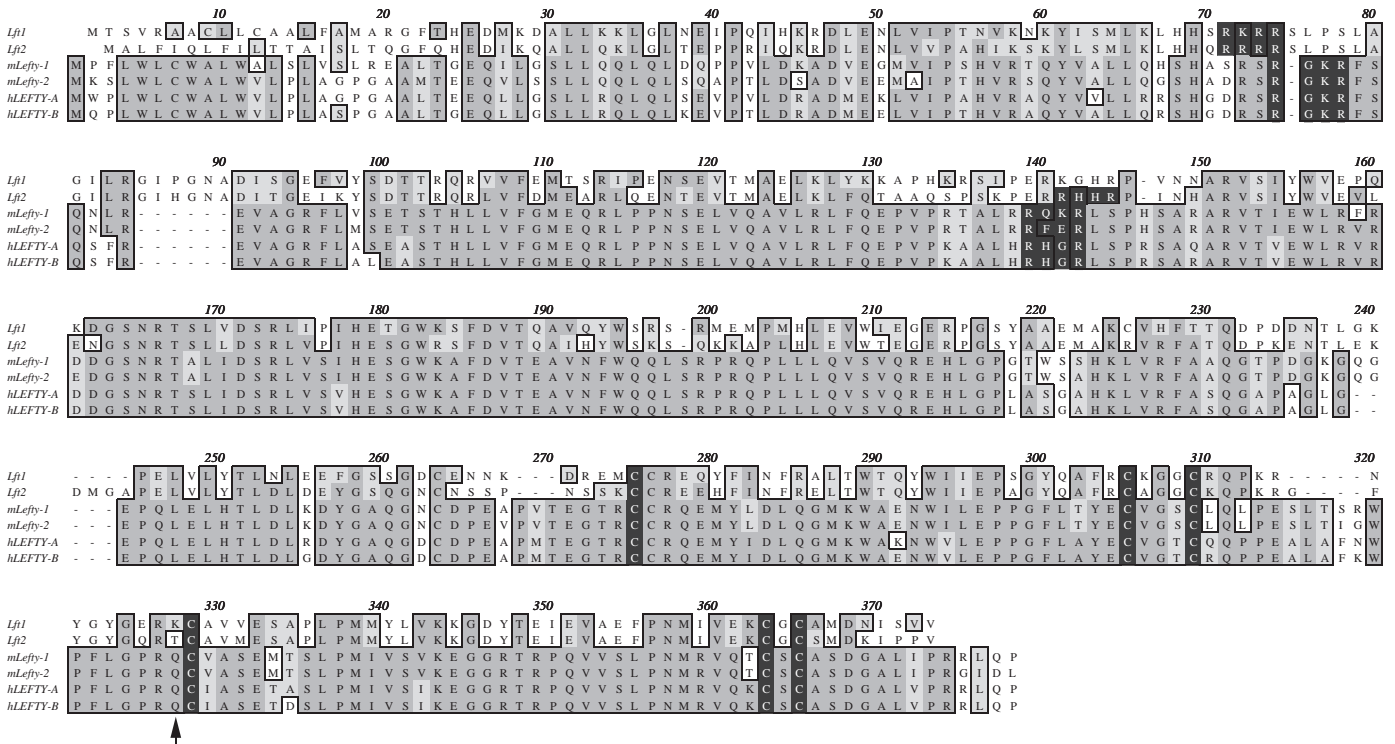 10 20 30 40 50 60 70 80
Lft1 M T S V R A A C L L C A A L F A M A R G F T H E D M K D A L L K K L G L N E I P Q I H K R D L E N L V I P T N V K N K Y I S M L K L H H S R K R R S L P S L A
Lft2 M A L F I Q L F I L T T A I S L T Q G F Q H E D I K Q A L L Q K L G L T E P P R I Q K R D L E N L V V P A H I K S K Y L S M L K L H H Q R K R R S L P S L A
mLefty-1 M P F L W L C W A L W A L S L V S L R E A L T G E Q I L G S L L Q Q L Q L D Q P P V L D K A D V E G M V I P S H V R T Q Y V A L L Q H S H A S R S R - G K R F S
mLefty-2 M K S L W L C W A L W V L P L A G P G A A M T E E Q V L S S L L Q Q L Q L S Q A P T L D S A D V E E M A I P T H V R S Q Y V A L L Q G S H A D R S R - G K R F S
hLEFTY-A M W P L W L C W A L W V L P L A G P G A A L T E E Q L L G S L L R Q L Q L S E V P V L D R A D M E K L V I P A H V R A Q Y V V L L R R S H G D R S R - G K R F S
hLEFTY-B M Q P L W L C W A L W V L P L A S P G A A L T G E Q L L G S L L R Q L Q L K E V P T L D R A D M E E L V I P T H V R A Q Y V A L L Q R S H G D R S R - G K R F S
90 100 110 120 130 140 150 160
Lft1 G I L R G I P G N A D I S G E F V Y S D T T R Q R V V F E M T S R I P E N S E V T M A E L K L Y K K A P H K R S I P E R K G H R P - V N N A R V S I Y W V E P Q
Lft2 G I L R G I H G N A D I T G E I K Y S D T T R Q R L V F D M E A R L Q E N S E V T M A E L K L F Q T A A Q S P S K P E R R H H R P - I N H A R V S I Y W V E V L
mLefty-1 Q N L R - - - - - - E V A G R F L V S E T S T H L L V F G M E Q R L P P N S E L V Q A V L R L F Q E P V P R T A L R R Q K R L S P H S A R A R V T I E W L R F R
mLefty-2 Q N L R - - - - - - E V A G R F L M S E T S T H L L V F G M E Q R L P P N S E L V Q A V L R L F Q E P V P R T A L R R F E R L S P H S A R A R V T I E W L R V R
hLEFTY-A Q S F R - - - - - - E V A G R F L A S E A S T H L L V F G M E Q R L P P N S E L V Q A V L R L F Q E P V P K A A L H R H G R L S P R S A Q A R V T V E W L R V R
hLEFTY-B Q S F R - - - - - - E V A G R F L A L E A S T H L L V F G M E Q R L P P N S E L V Q A V L R L F Q E P V P K A A L H R H G R L S P R S A R A R V T V E W L R V R
170 180 190 200 210 220 230 240
Lft1 K D G S N R T S L V D S R L I P I H E T G W K S F D V T Q A V Q Y W S R S - R M E M P M H L E V W I E G E R P G S Y A A E M A K C V H F T T Q D P D D N T L G K
Lft2 E N G S N R T S L L D S R L V P I H E S G W R S F D V T Q A I H Y W S K S - Q K K A P L H L E V W T E G E R P G S Y A A E M A K R V R F A T Q D P K E N T L E K
mLefty-1 D D G S N R T A L I D S R L V S I H E S G W K A F D V T E A V N F W Q Q L S R P R Q P L L L Q V S V Q R E H L G P G T W S S H K L V R F A A Q G T P D G K G Q G
mLefty-2 E D G S N R T A L I D S R L V S I H E S G W K A F D V T E A V N F W Q Q L S R P R Q P L L L Q V S V Q R E H L G P G T W S A H K L V R F A A Q G T P D G K G Q G
hLEFTY-A D D G S N R T S L I D S R L V S V H E S G W K A F D V T E A V N F W Q Q L S R P R Q P L L L Q V S V Q R E H L G P L A S G A H K L V R F A S Q G A P A G L G - -
hLEFTY-B D D G S N R T S L I D S R L V S V H E S G W K A F D V T E A V N F W Q Q L S R P R Q P L L L Q V S V Q R E H L G P L A S G A H K L V R F A S Q G A P A G L G - -
250 260 270 280 290 300 310 320
Lft1 - - - - P E L V L Y T L N L E E F G S S G D C E N N K - - - D R E M C C R E Q Y F I N F R A L T W T Q Y W I I E P S G Y Q A F R C K G G C R Q P K R - - - - - N
Lft2 D M G A P E L V L Y T L D L D E Y G S Q G N C N S S P - - - N S S K C C R E E H F I N F R E L T W T Q Y W I I E P A G Y Q A F R C A G G C K Q P K R G - - - - N
mLefty-1 - - - E P Q L E L H T L D L K D Y G A Q G N C D P E A P V T E G T R C C R Q E M Y L D L Q G M K W A E N W I L E P P G F L T Y E C V G S C L Q L P E S L T S R W
mLefty-2 - - - E P Q L E L H T L D L K D Y G A Q G N C D P E V P V T E G T R C C R Q E M Y L D L Q G M K W A E N W I L E P P G F L T Y E C V G S C L Q L P E S L T I G W
hLEFTY-A - - - E P Q L E L H T L D L R D Y G A Q G D C D P E A P M T E G T R C C R Q E M Y I D L Q G M K W A K N W V L E P P G F L A Y E C V G T C R Q P P E A L A F N W
hLEFTY-B - - - E P Q L E L H T L D L G D Y G A Q G D C D P E A P M T E G T R C C R Q E M Y I D L Q G M K W A E N W V L E P P G F L A Y E C V G T C R Q P P E A L A F K W
330 340 350 360 370
Lft1 Y G Y G E R K C A V V E S A P L P M M Y L V K K G D Y T E I E V A E F P N M I V E K C G C A M D N I S V V
Lft2 Y G Y G Q R T C A V V E S A P L P M M Y L V K K G D Y T E I E V A E F P N M I V E K C G C S M D K I P P V
mLefty-1 P F L G P R Q C V A S E M T S L P M I V S V K E G G R T R P Q V V S L P N M R V Q T C S C A S D G A L I P R R L Q P
mLefty-2 P F L G P R Q C V A S E M T S L P M I V S V K E G G R T R P Q V V S L P N M R V Q T C S C A S D G A L I P R G I D L
hLEFTY-A P F L G P R Q C I A S E T A S L P M I V S I K E G G R T R P Q V V S L P N M R V Q K C S C A S D G A L V P R R L Q P
hLEFTY-B P F L G P R Q C I A S E T D S L P M I V S I K E G G R T R P Q V V S L P N M R V Q K C S C A S D G A L V P R R L Q P